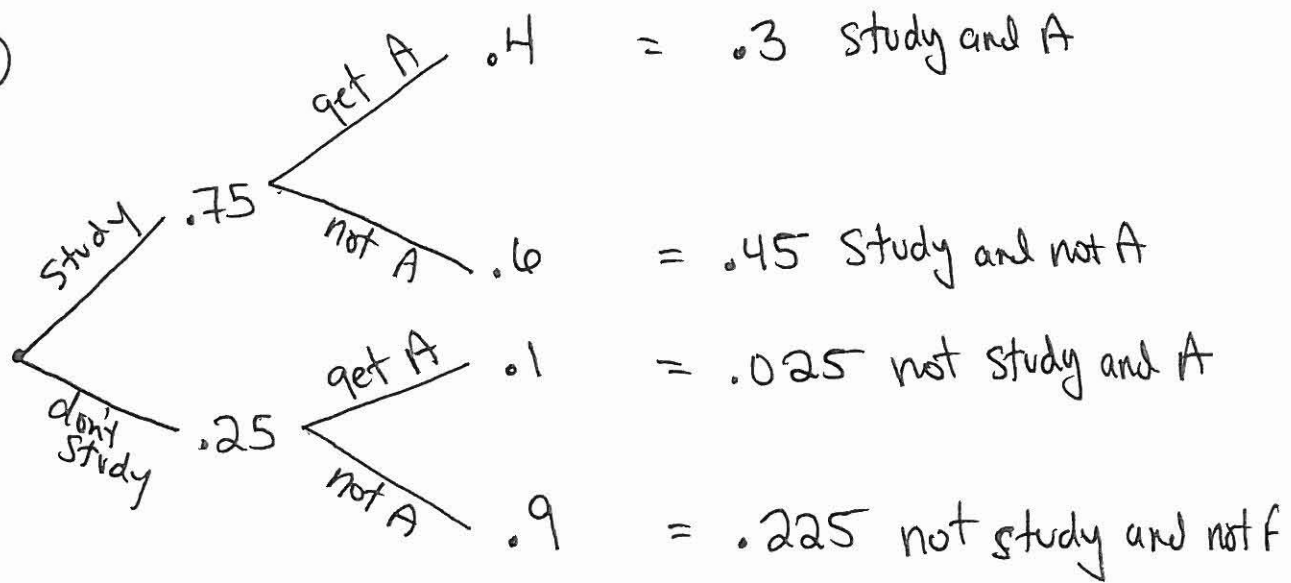 )
get A .4 = .3 study and A
study .75
not A .6 = .45 Study and not A
get A .1 = .025 not study and A
don't study .25
not A .9 = .225 not study and not